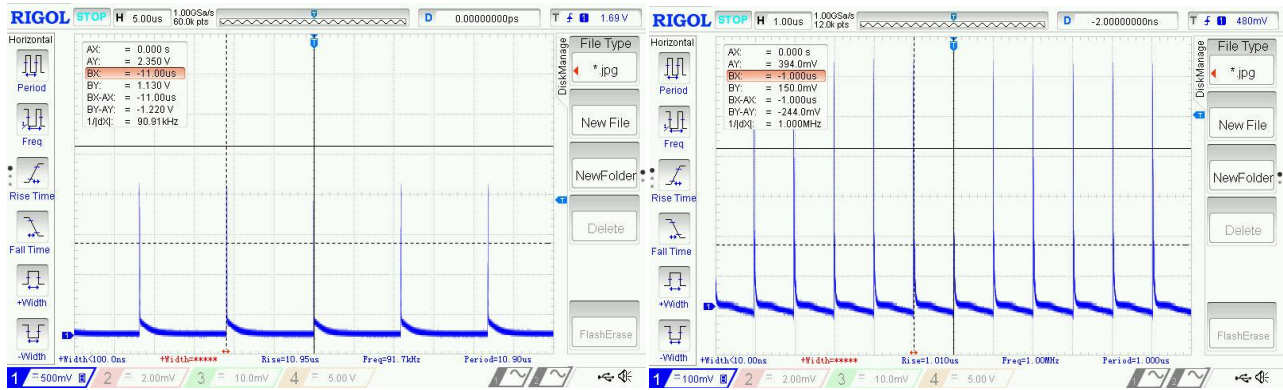 RIGOL STOP H 5.00us 1.00GSa/s 60.0k pts D 0.00000000ps T 1 1.69 V
Horizontal
Period
Freq
Rise Time
Fall Time
+Width
-Width
AX: = 0.000 s
AY: = 2.350 V
BX: = -11.00us
BY: = 1.130 V
BX-AX: = -11.00us
BY-AY: = -1.220 V
1/|dX|: = 90.91kHz
T
T
1
DiskManage
File Type
*.jpg
New File
NewFolder
Delete
FlashErase
+Width<100.0ns +Width=***** Rise=10.95us Freq=91.7kHz Period=10.90us
1 500mV 2 2.00mV 3 10.0mV 4 5.00 V
RIGOL STOP H 1.00us 1.00GSa/s 12.0k pts D -2.00000000ns T 1 480mV
Horizontal
Period
Freq
Rise Time
Fall Time
+Width
-Width
AX: = 0.000 s
AY: = 394.0mV
BX: = -1.000us
BY: = 150.0mV
BX-AX: = -1.000us
BY-AY: = -244.0mV
1/|dX|: = 1.000MHz
T
T
1
DiskManage
File Type
*.jpg
New File
NewFolder
Delete
FlashErase
+Width<10.00ns +Width=***** Rise=1.010us Freq=1.00MHz Period=1.000us
1 100mV 2 2.00mV 3 10.0mV 4 5.00 V